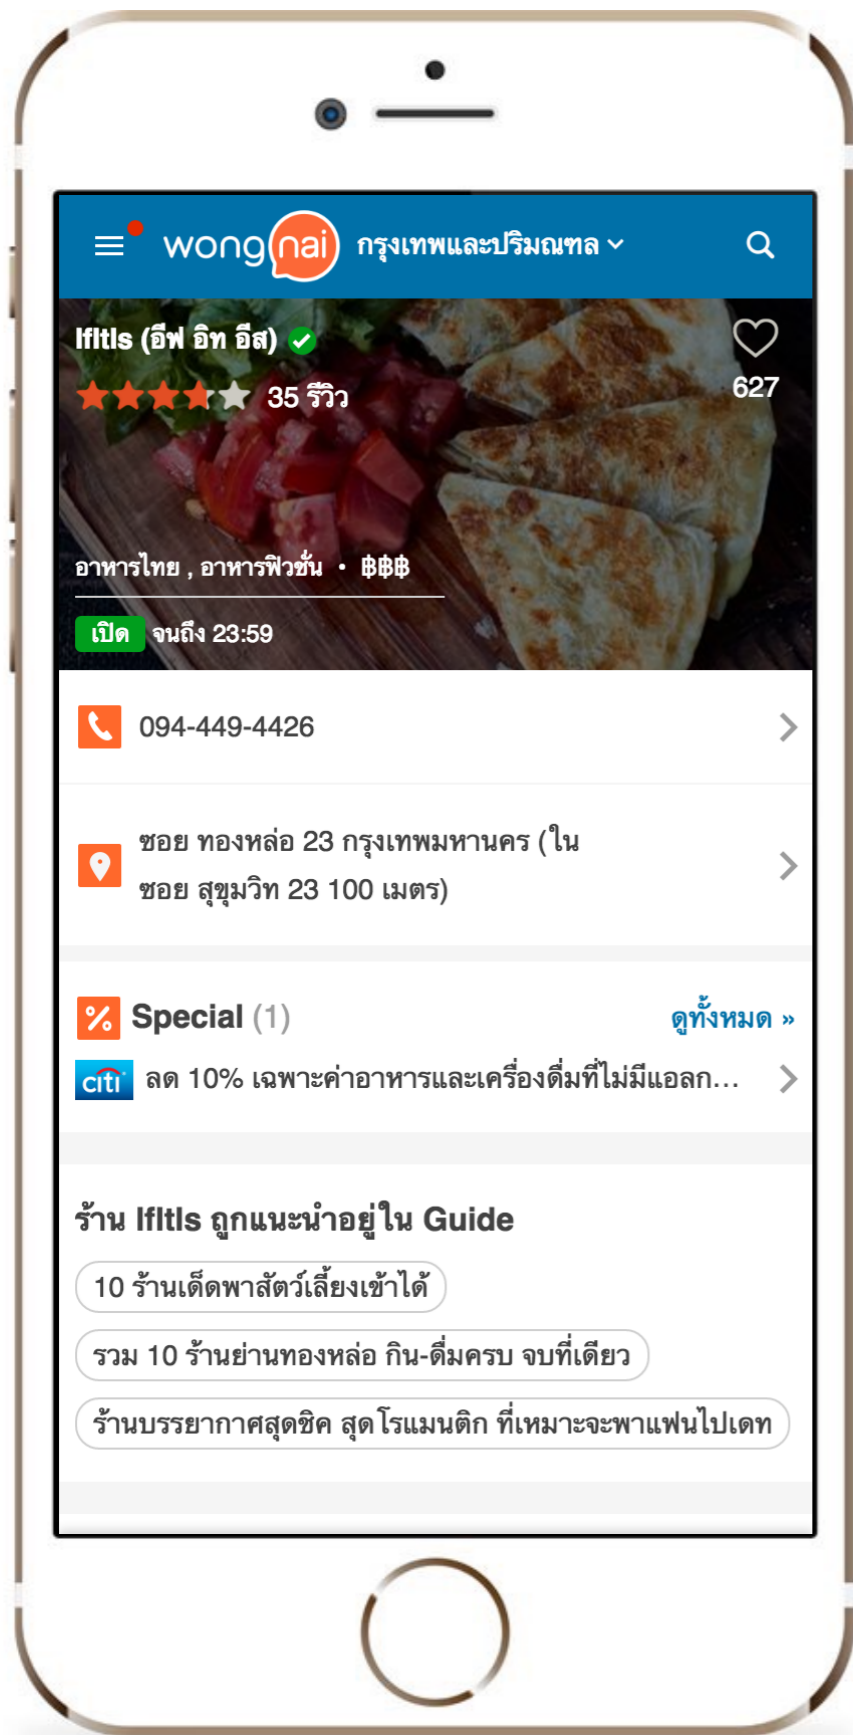 wongnai กรุงเทพและปริมณฑล
IfItIs (อีฟ อิท อีส)
35 รีวิว
627
อาหารไทย , อาหารฟิวชั่น • ฿฿฿
เปิด จนถึง 23:59
094-449-4426
ซอย ทองหล่อ 23 กรุงเทพมหานคร (ใน
ซอย สุขุมวิท 23 100 เมตร)
% Special (1) ดูทั้งหมด »
citi ลด 10% เฉพาะค่าอาหารและเครื่องดื่มที่ไม่มีแอลก...
ร้าน IfItIs ถูกแนะนำอยู่ใน Guide
10 ร้านเด็ดพาสัตว์เลี้ยงเข้าได้
รวม 10 ร้านย่านทองหล่อ กิน-ดื่มครบ จบที่เดียว
ร้านบรรยากาศสุดชิค สุดโรแมนติก ที่เหมาะจะพาแฟนไปเดท